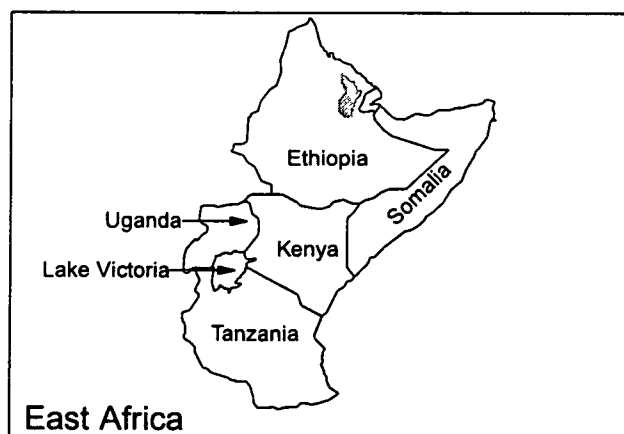 Ethiopia
Somalia
Uganda
Kenya
Lake Victoria
Tanzania
East Africa